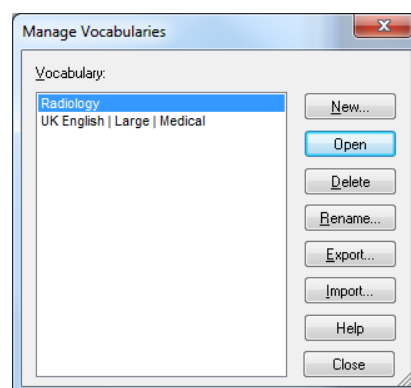 Manage Vocabularies
Vocabulary:
Radiology
UK English | Large | Medical
New...
Open
Delete
Rename...
Export...
Import...
Help
Close